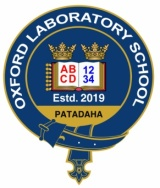 OXFORD LABORATORY SCHOOL
AB 12
CD 34
Estd. 2019
PATADAHA